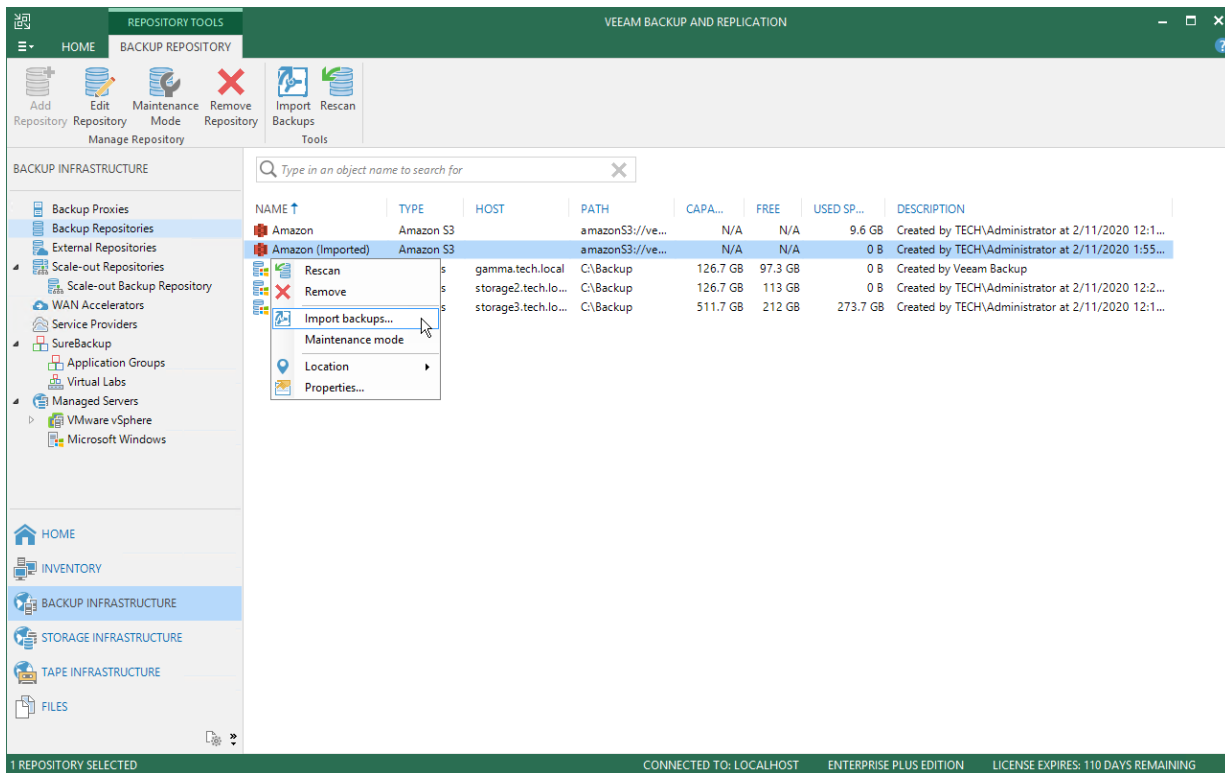 REPOSITORY TOOLS
VEEAM BACKUP AND REPLICATION
HOME
BACKUP REPOSITORY
Add Repository
Edit Repository
Maintenance Mode
Remove Repository
Import Backups
Rescan
Manage Repository
Tools
BACKUP INFRASTRUCTURE
Backup Proxies
Backup Repositories
External Repositories
Scale-out Repositories
Scale-out Backup Repository
WAN Accelerators
Service Providers
SureBackup
Application Groups
Virtual Labs
Managed Servers
VMware vSphere
Microsoft Windows
HOME
INVENTORY
BACKUP INFRASTRUCTURE
STORAGE INFRASTRUCTURE
TAPE INFRASTRUCTURE
FILES
Type in an object name to search for
NAME TYPE HOST PATH CAPA... FREE USED SP... DESCRIPTION
Amazon Amazon S3 amazonS3://ve... N/A N/A 9.6 GB Created by TECH\Administrator at 2/11/2020 12:1...
Amazon (Imported) Amazon S3 amazonS3://ve... N/A N/A 0 B Created by TECH\Administrator at 2/11/2020 1:55...
s gamma.tech.local C:\Backup 126.7 GB 97.3 GB 0 B Created by Veeam Backup
s storage2.tech.lo... C:\Backup 126.7 GB 113 GB 0 B Created by TECH\Administrator at 2/11/2020 12:2...
s storage3.tech.lo... C:\Backup 511.7 GB 212 GB 273.7 GB Created by TECH\Administrator at 2/11/2020 12:1...
Rescan
Remove
Import backups...
Maintenance mode
Location
Properties...
1 REPOSITORY SELECTED
CONNECTED TO: LOCALHOST
ENTERPRISE PLUS EDITION
LICENSE EXPIRES: 110 DAYS REMAINING